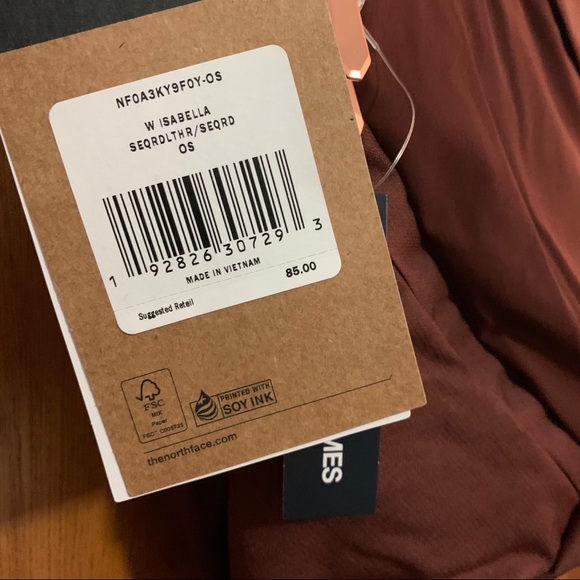 NF0A3KY9F0Y-OS
W ISABELLA
SEQRDLTHR/SEQRD
OS
1 92826 30729 3
MADE IN VIETNAM
85.00
Suggested Retail
FSC
MIX
Paper
PRINTED WITH
SOY INK
thenorthface.com
MES